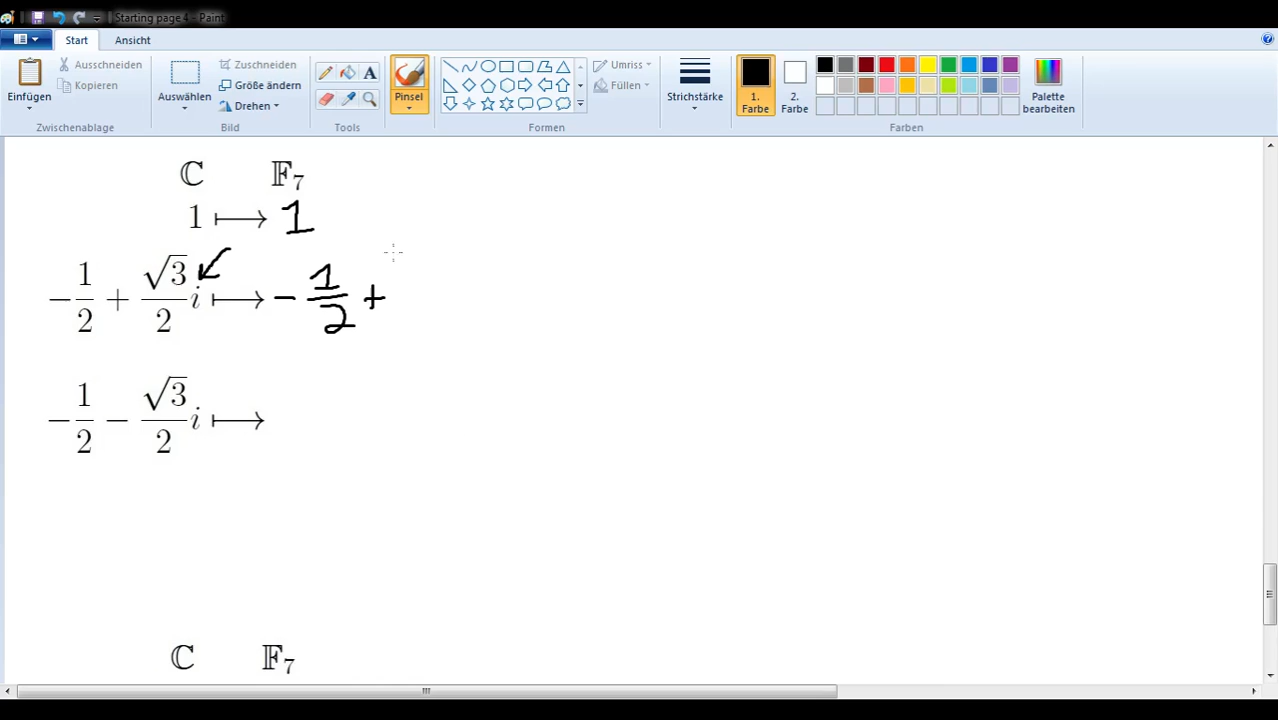 Starting page 4 - Paint
Start Ansicht
Einfügen Ausschneiden Kopieren Zwischenablage
Auswählen Zuschneiden Größe ändern Drehen Bild
A Tools
Pinsel
Umriss Füllen Formen
Strichstärke
1. Farbe 2. Farbe Palette bearbeiten Farben
ℂ 𝔽₇
1 ⟼ 1
−1/2 + √3/2 i ⟼ −1/2 +
−1/2 − √3/2 i ⟼
ℂ 𝔽₇